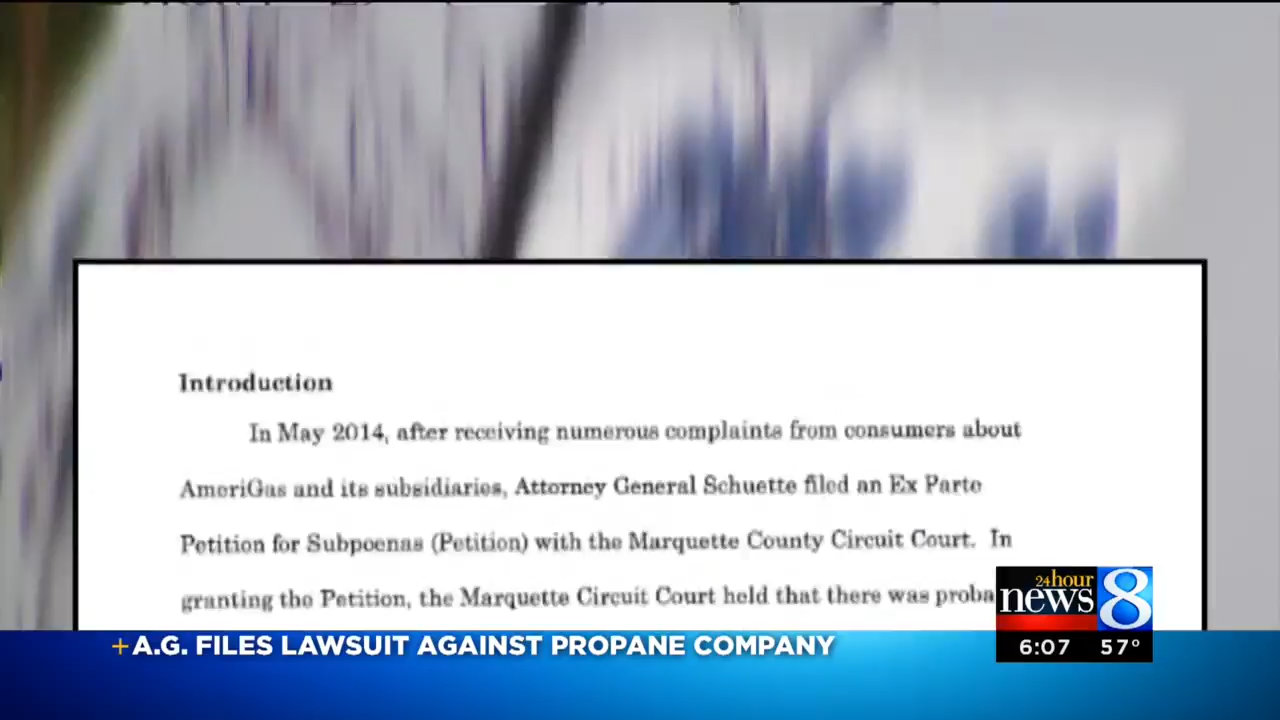 Introduction
In May 2014, after receiving numerous complaints from consumers about
AmeriGas and its subsidiaries, Attorney General Schuette filed an Ex Parte
Petition for Subpoenas (Petition) with the Marquette County Circuit Court. In
granting the Petition, the Marquette Circuit Court held that there was proba
24hour
news 8
+A.G. FILES LAWSUIT AGAINST PROPANE COMPANY
6:07 57°